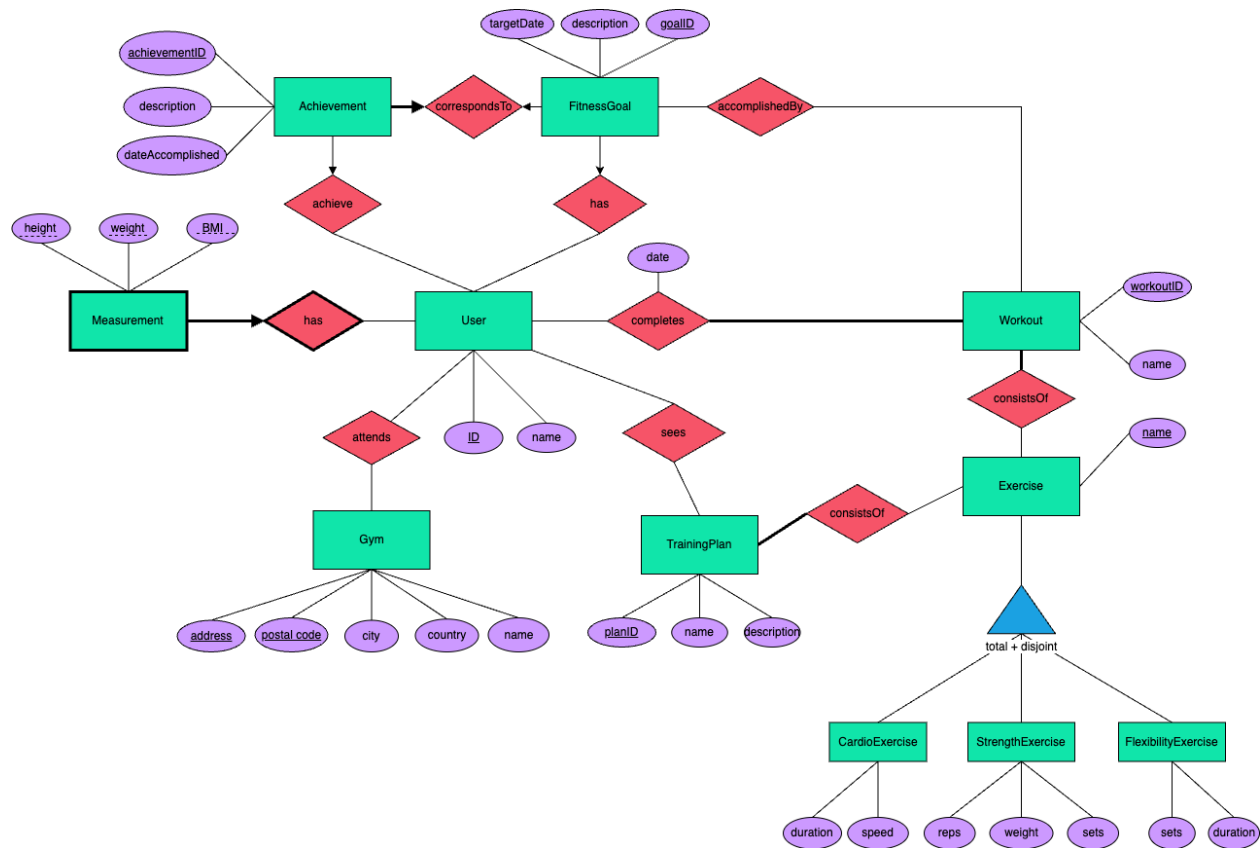 targetDate
description
goalID
achievementID
description
dateAccomplished
Achievement
correspondsTo
FitnessGoal
accomplishedBy
achieve
has
height
weight
BMI
date
Measurement
has
User
completes
Workout
workoutID
name
consistsOf
attends
ID
name
sees
name
Exercise
consistsOf
Gym
TrainingPlan
address
postal code
city
country
name
planID
name
description
total + disjoint
CardioExercise
StrengthExercise
FlexibilityExercise
duration
speed
reps
weight
sets
sets
duration